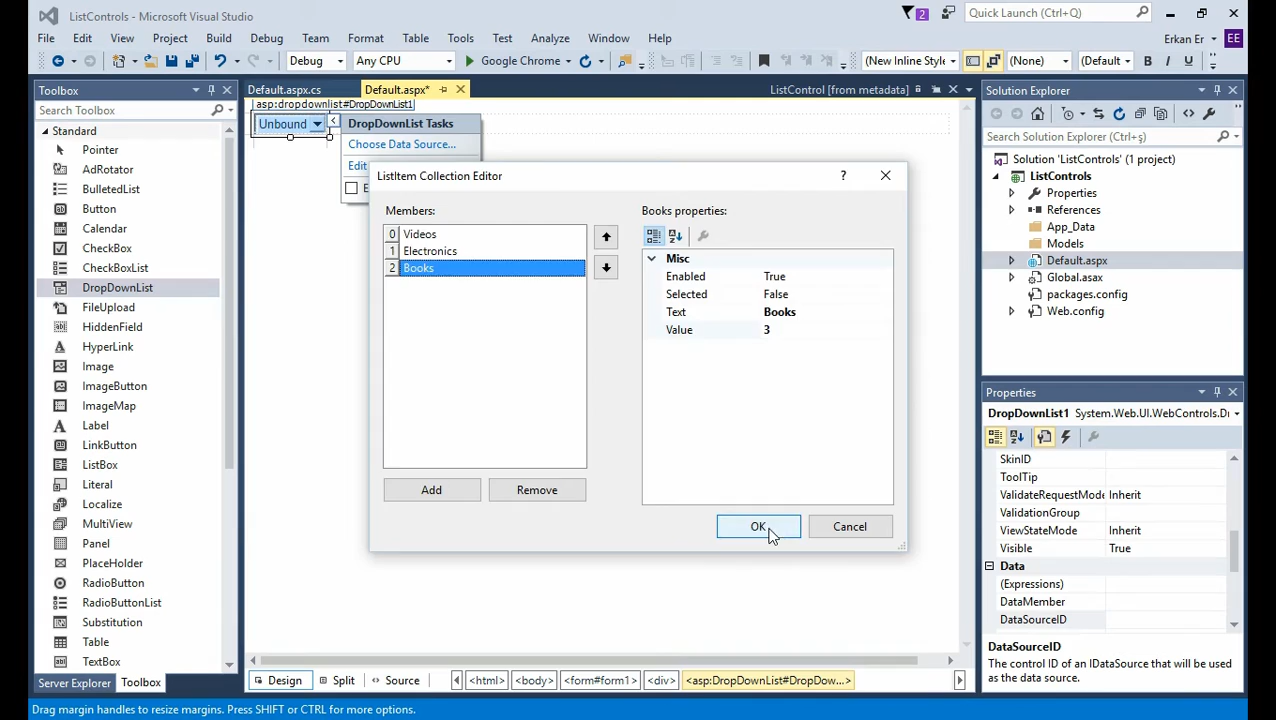 ListControls - Microsoft Visual Studio
2
Quick Launch (Ctrl+Q)
File Edit View Project Build Debug Team Format Table Tools Test Analyze Window Help
Erkan Er EE
Debug Any CPU Google Chrome (New Inline Style (None) (Default B I U
Toolbox
Search Toolbox
Standard
Pointer
AdRotator
BulletedList
Button
Calendar
CheckBox
CheckBoxList
DropDownList
FileUpload
HiddenField
HyperLink
Image
ImageButton
ImageMap
Label
LinkButton
ListBox
Literal
Localize
MultiView
Panel
PlaceHolder
RadioButton
RadioButtonList
Substitution
Table
TextBox
Server Explorer Toolbox
Default.aspx.cs Default.aspx* ListControl [from metadata]
asp:dropdownlist#DropDownList1
Unbound
DropDownList Tasks
Choose Data Source...
Edit
E
ListItem Collection Editor
?
Members:
0 Videos
1 Electronics
2 Books
Add Remove
Books properties:
Misc
Enabled True
Selected False
Text Books
Value 3
OK Cancel
Design Split Source <html> <body> <form#form1> <div> <asp:DropDownList#DropDow...>
Solution Explorer
Search Solution Explorer (Ctrl+ş)
Solution 'ListControls' (1 project)
ListControls
Properties
References
App_Data
Models
Default.aspx
Global.asax
packages.config
Web.config
Properties
DropDownList1 System.Web.UI.WebControls.Dr
SkinID
ToolTip
ValidateRequestMode Inherit
ValidationGroup
ViewStateMode Inherit
Visible True
Data
(Expressions)
DataMember
DataSourceID
DataSourceID
The control ID of an IDataSource that will be used
as the data source.
Drag margin handles to resize margins. Press SHIFT or CTRL for more options.